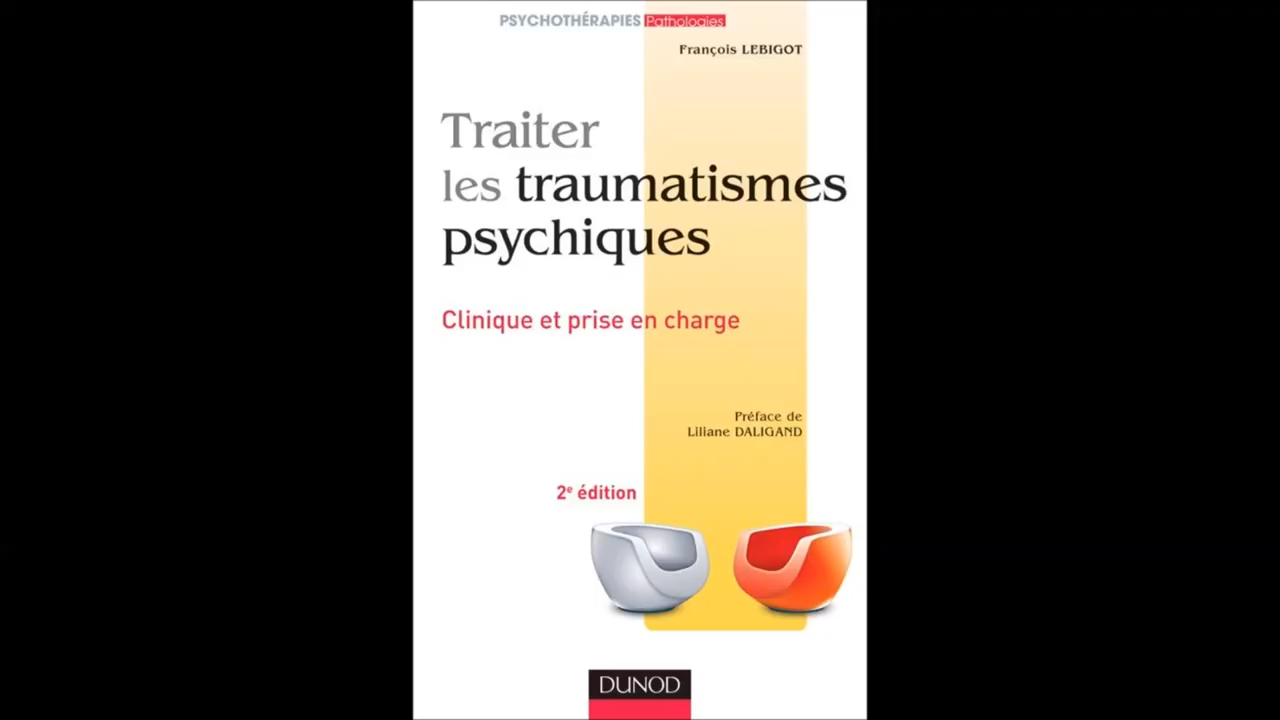 PSYCHOTHÉRAPIES Pathologies
François LEBIGOT
Traiter
les traumatismes
psychiques
Clinique et prise en charge
Préface de
Liliane DALIGAND
2e édition
DUNOD